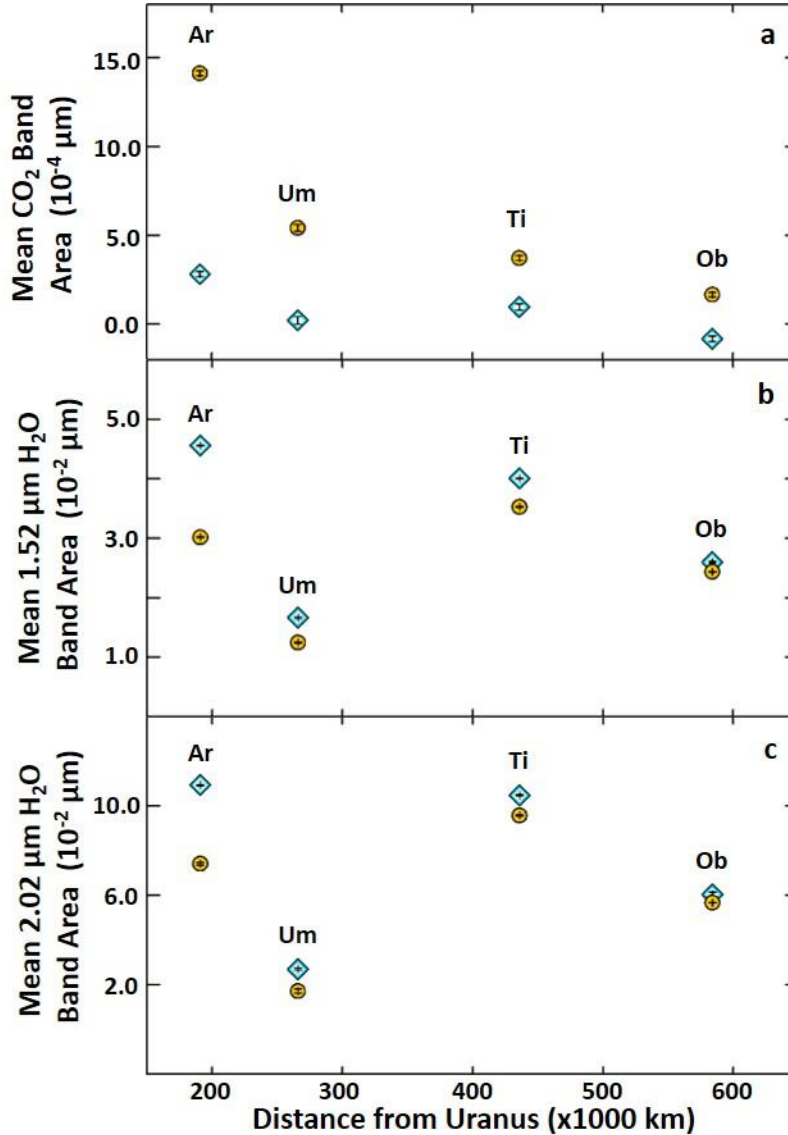 a
Ar
Um
Ti
Ob
15.0
10.0
5.0
0.0
Mean CO₂ Band
Area (10⁻⁴ µm)
b
Ar
Um
Ti
Ob
5.0
3.0
1.0
Mean 1.52 µm H₂O
Band Area (10⁻² µm)
c
Ar
Um
Ti
Ob
10.0
6.0
2.0
Mean 2.02 µm H₂O
Band Area (10⁻² µm)
200 300 400 500 600
Distance from Uranus (x1000 km)